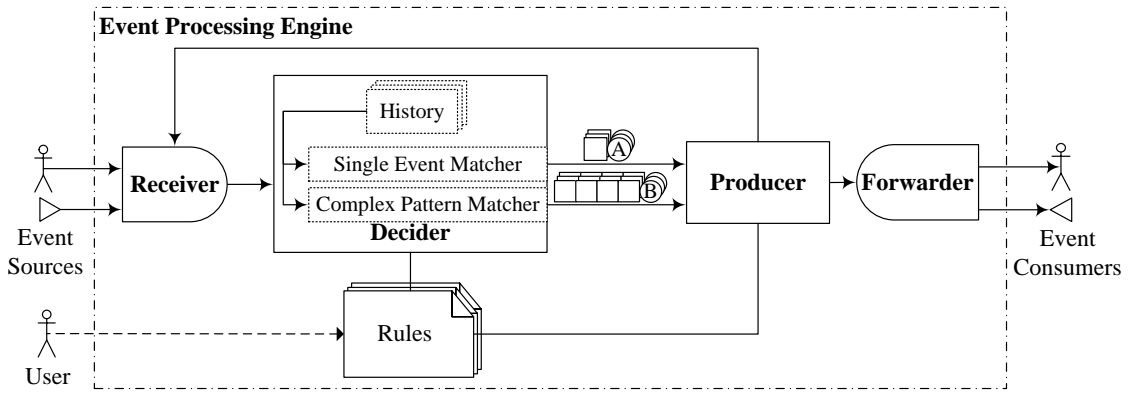 Event Processing Engine
History
A
Single Event Matcher
Receiver
Producer
Forwarder
B
Complex Pattern Matcher
Decider
Event
Sources
Event
Consumers
Rules
User